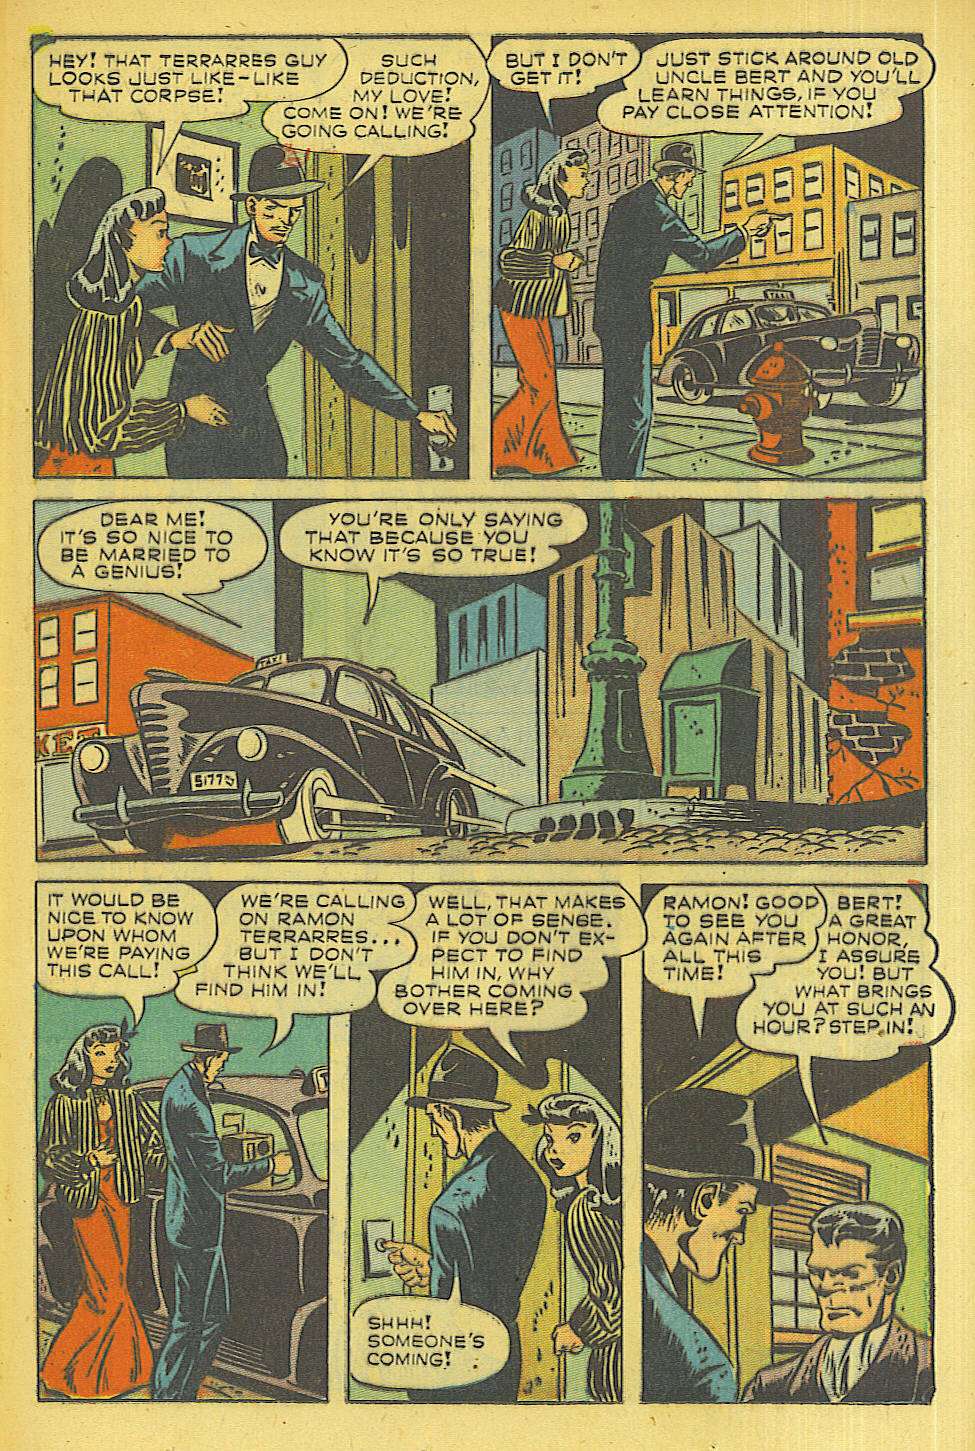 HEY! THAT TERRARRES GUY
LOOKS JUST LIKE-LIKE
THAT CORPSE!
SUCH
DEDUCTION,
MY LOVE!
COME ON! WE'RE
GOING CALLING!
BUT I DON'T
GET IT!
JUST STICK AROUND OLD
UNCLE BERT AND YOU'LL
LEARN THINGS, IF YOU
PAY CLOSE ATTENTION!
TAXI
DEAR ME!
IT'S SO NICE TO
BE MARRIED TO
A GENIUS!
YOU'RE ONLY SAYING
THAT BECAUSE YOU
KNOW IT'S SO TRUE!
TAXI
KET
IT WOULD BE
NICE TO KNOW
UPON WHOM
WE'RE PAYING
THIS CALL!
WE'RE CALLING
ON RAMON
TERRARRES...
BUT I DON'T
THINK WE'LL
FIND HIM IN!
WELL, THAT MAKES
A LOT OF SENSE.
IF YOU DON'T EX-
PECT TO FIND
HIM IN, WHY
BOTHER COMING
OVER HERE?
SHHH!
SOMEONE'S
COMING!
RAMON! GOOD
TO SEE YOU
AGAIN AFTER
ALL THIS
TIME!
BERT!
A GREAT
HONOR,
I ASSURE
YOU! BUT
WHAT BRINGS
YOU AT SUCH AN
HOUR? STEP IN!